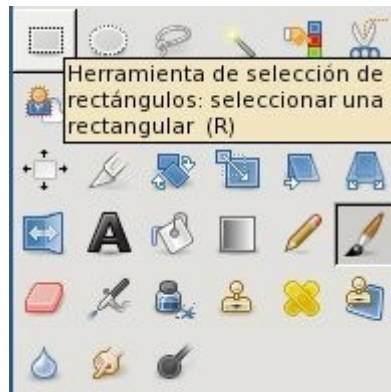 Herramienta de selección de
rectángulos: seleccionar una
rectangular (R)